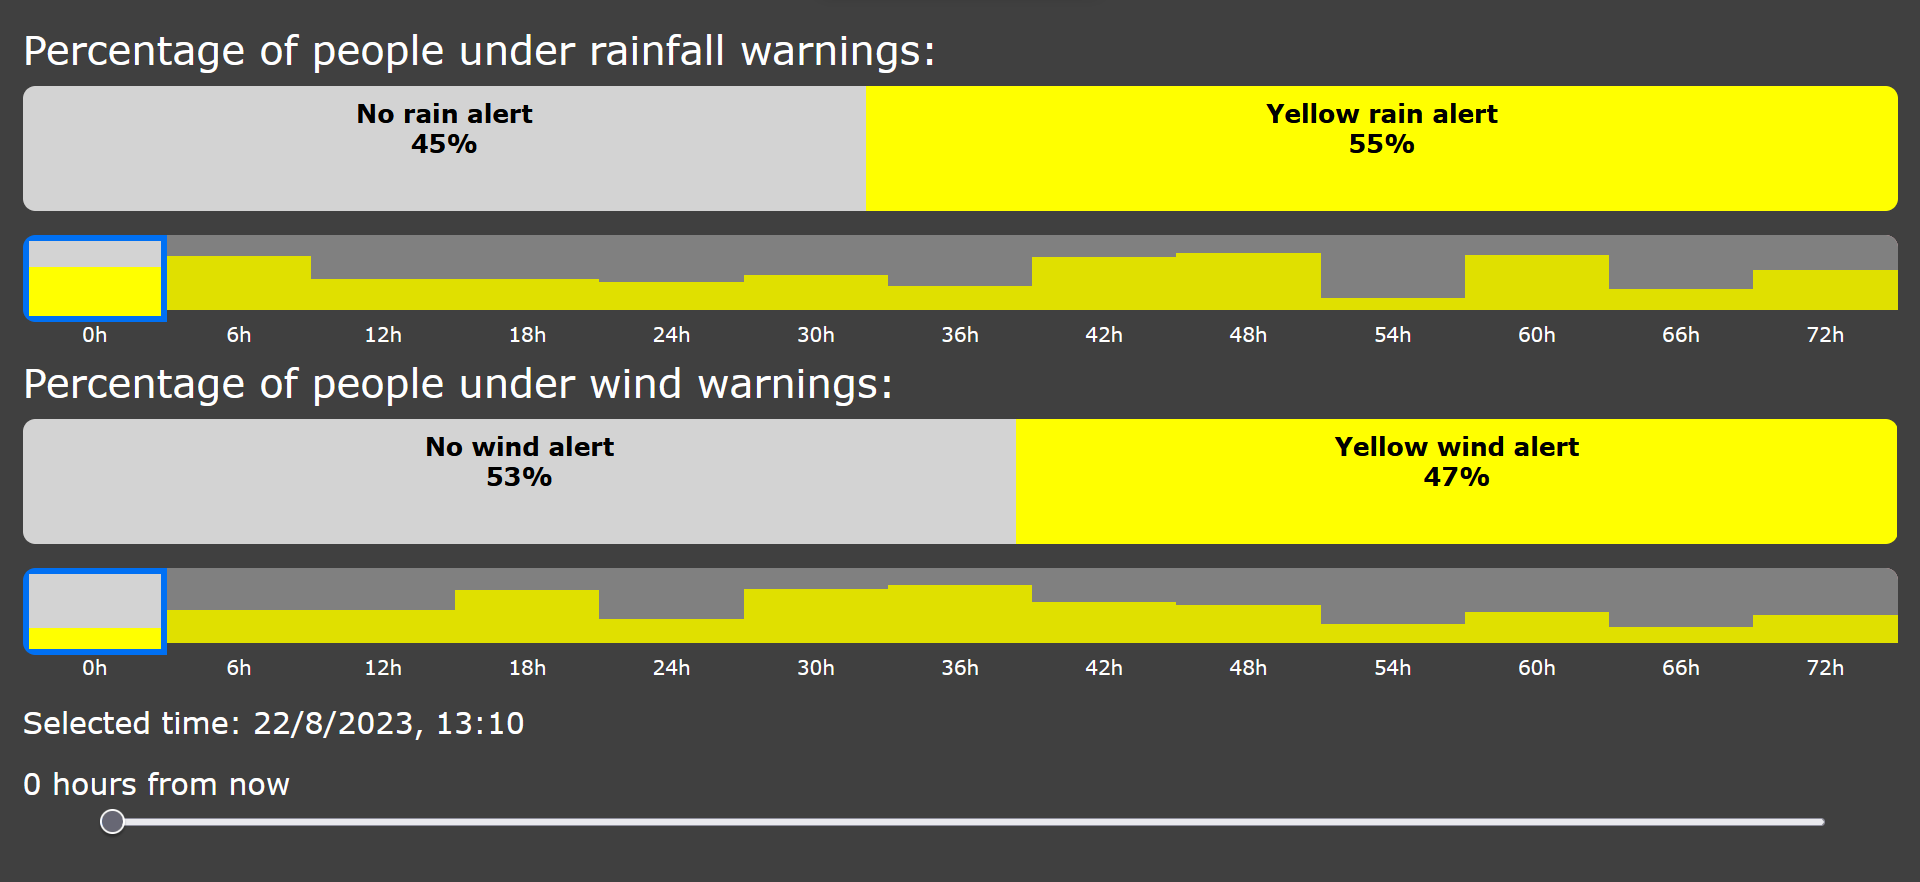 Percentage of people under rainfall warnings:
No rain alert
45%
Yellow rain alert
55%
0h 6h 12h 18h 24h 30h 36h 42h 48h 54h 60h 66h 72h
Percentage of people under wind warnings:
No wind alert
53%
Yellow wind alert
47%
0h 6h 12h 18h 24h 30h 36h 42h 48h 54h 60h 66h 72h
Selected time: 22/8/2023, 13:10
0 hours from now